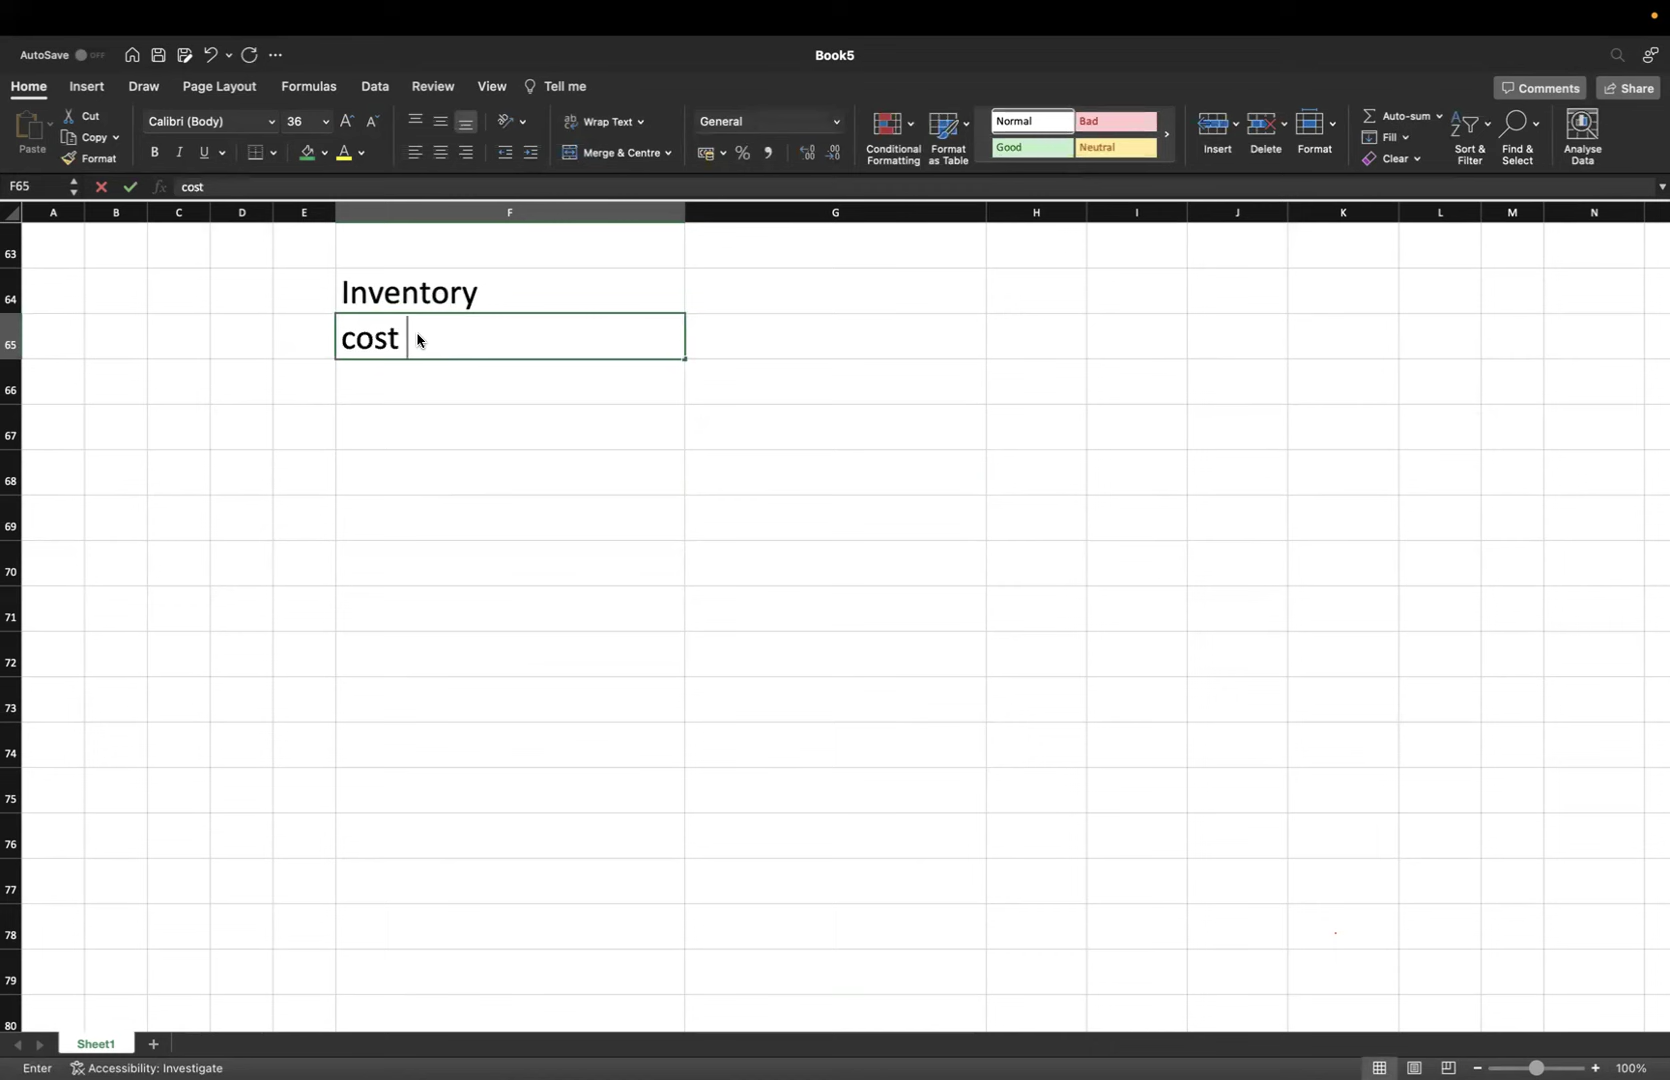 AutoSave OFF Book5
Home Insert Draw Page Layout Formulas Data Review View Tell me Comments Share
Paste Cut Copy Format
Calibri (Body) 36 A A
B I U A
Wrap Text
Merge & Centre
General
%
Conditional Formatting
Format as Table
Normal Bad
Good Neutral
Insert Delete Format
Auto-sum
Fill
Clear
Sort & Filter
Find & Select
Analyse Data
F65 fx cost
A B C D E F G H I J K L M N
63
64 Inventory
65 cost
66
67
68
69
70
71
72
73
74
75
76
77
78
79
80
Sheet1
Enter Accessibility: Investigate 100%